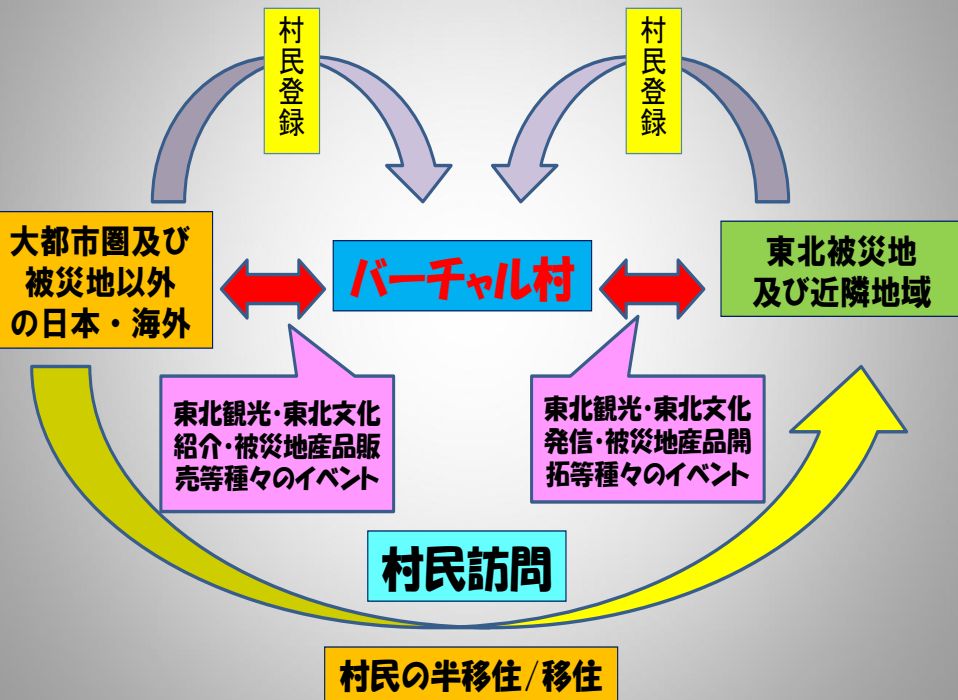 村民登録
村民登録
大都市圏及び
被災地以外
の日本・海外
バーチャル村
東北被災地
及び近隣地域
東北観光・東北文化
紹介・被災地産品販
売等種々のイベント
東北観光・東北文化
発信・被災地産品開
拓等種々のイベント
村民訪問
村民の半移住/移住